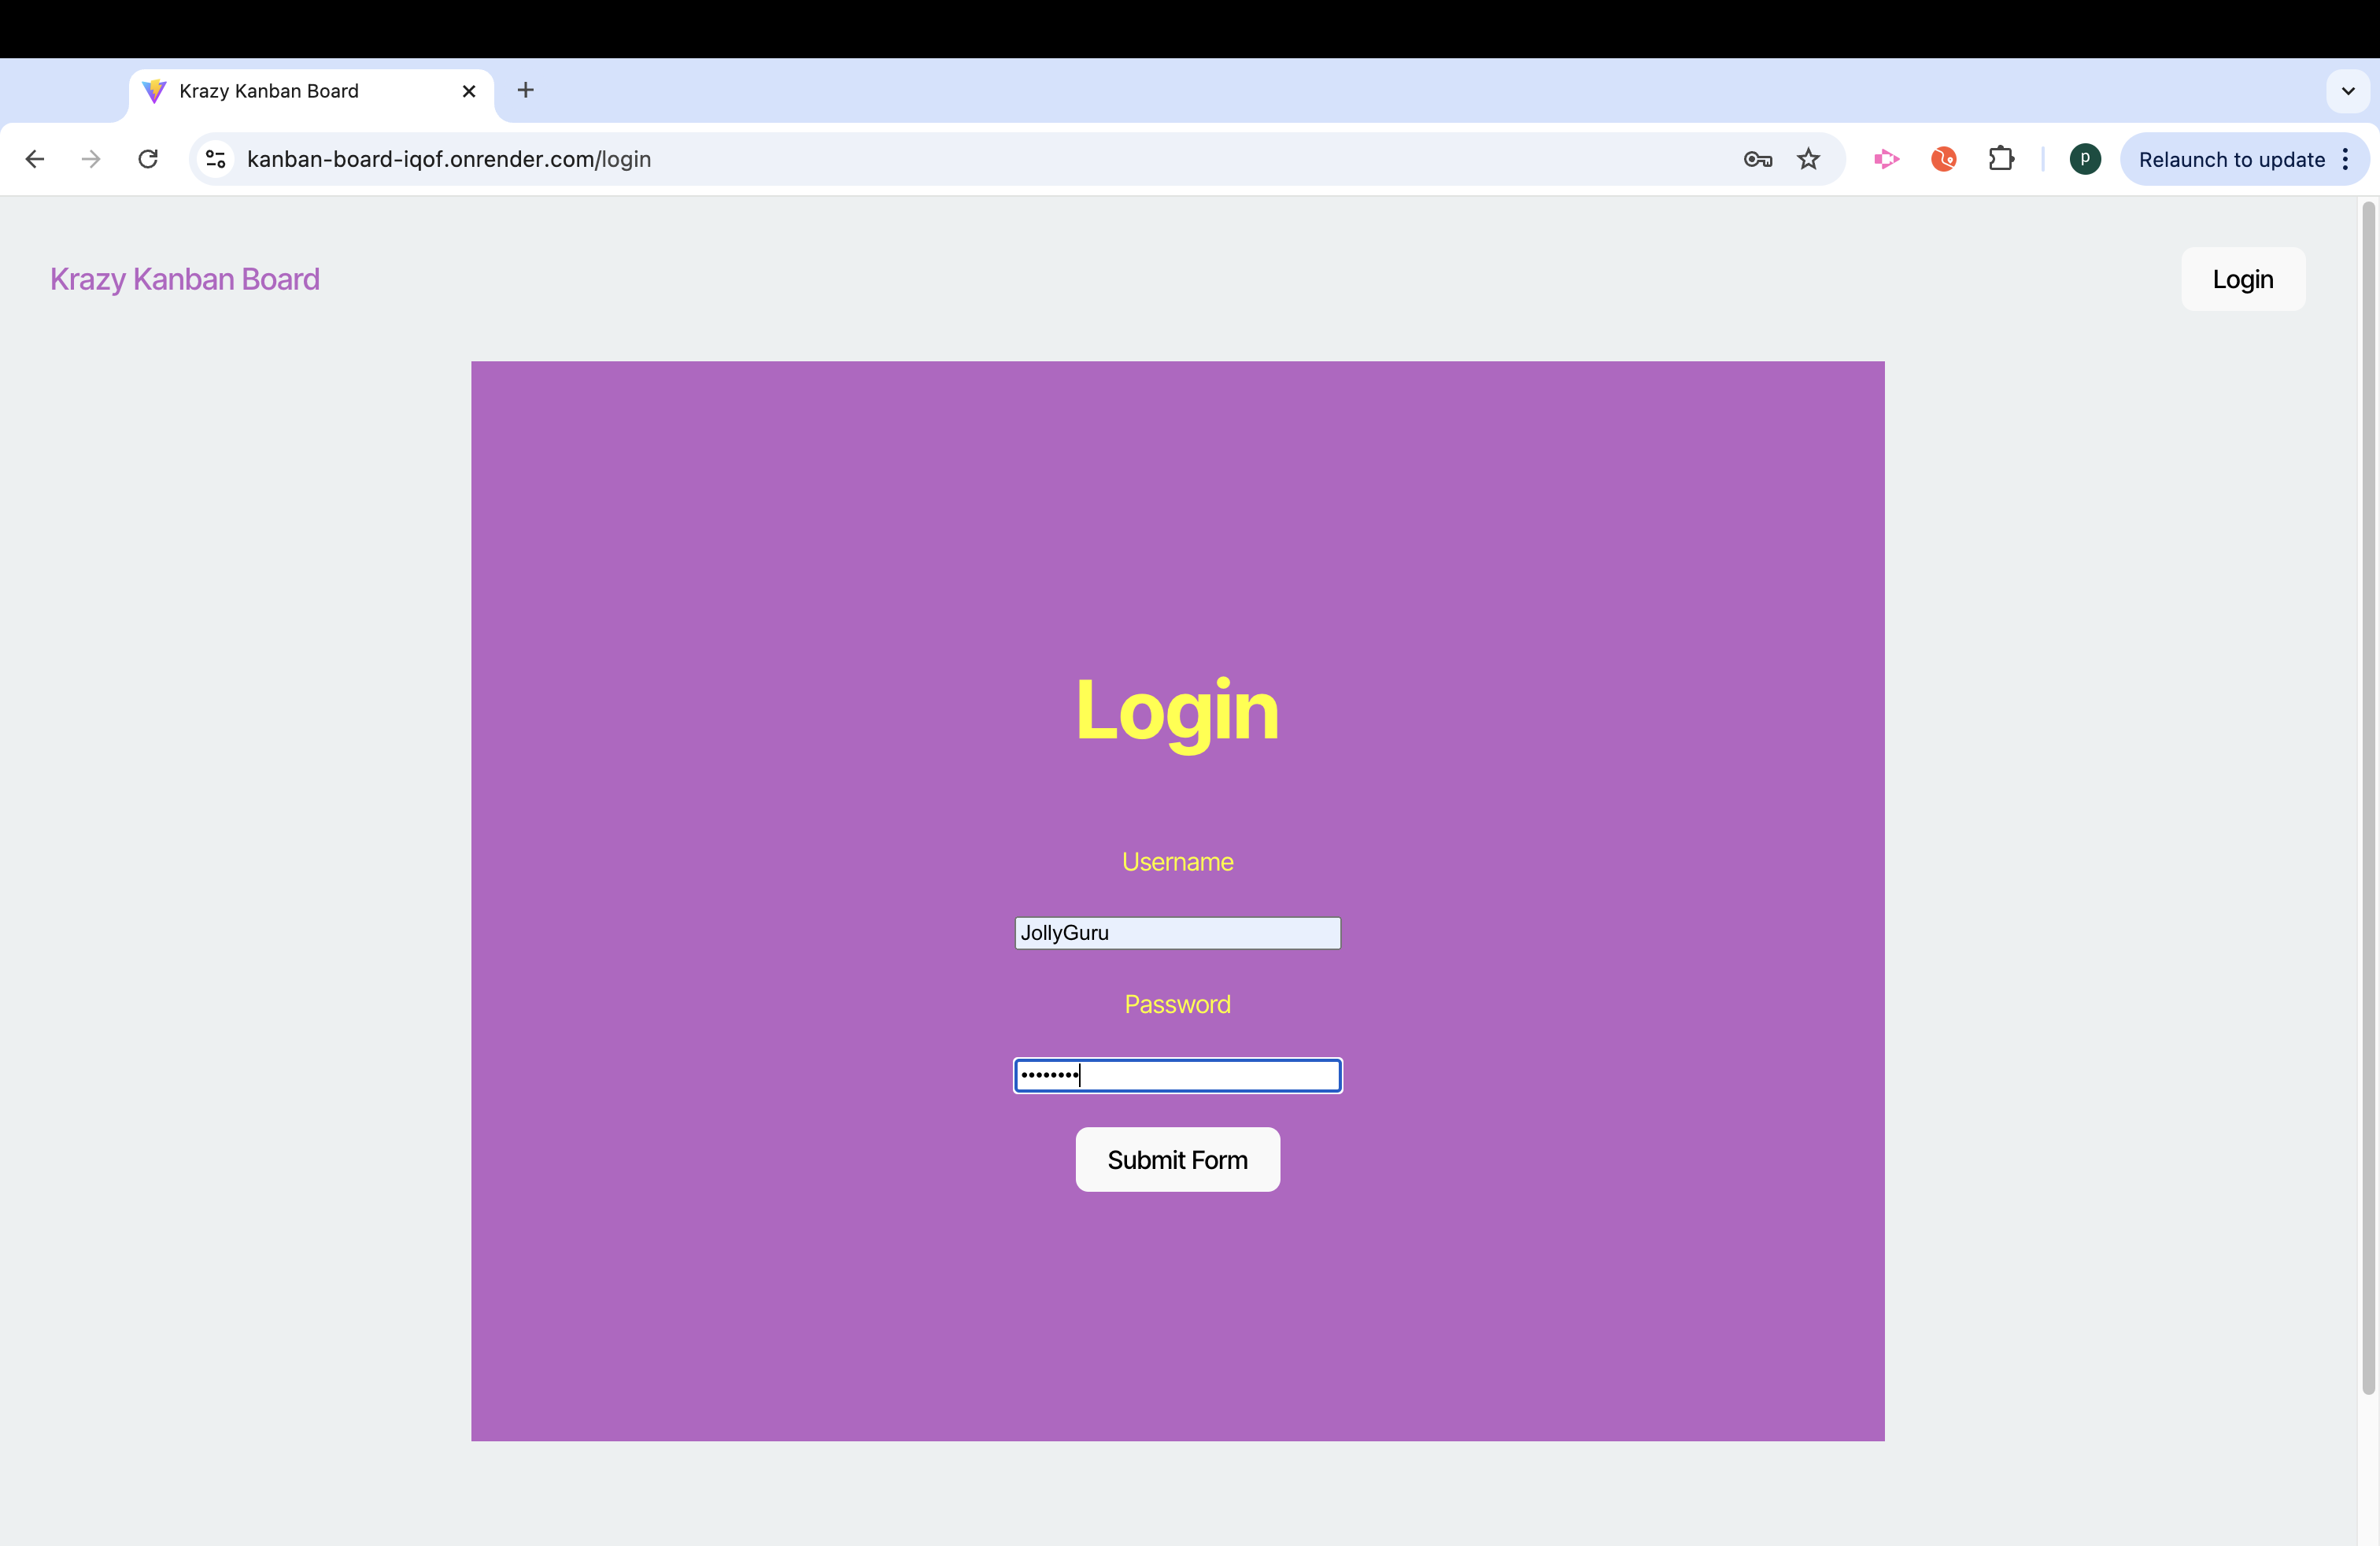 Krazy Kanban Board
kanban-board-iqof.onrender.com/login
p
Relaunch to update
Krazy Kanban Board
Login
Login
Username
JollyGuru
Password
••••••••
Submit Form